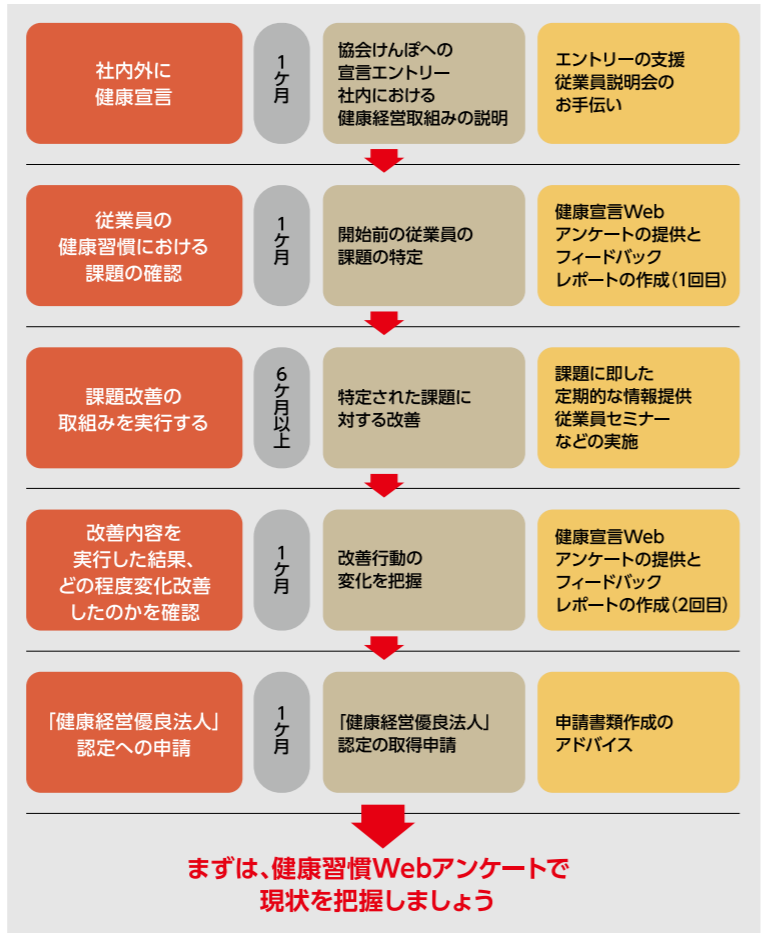 社内外に
健康宣言
1ケ月
協会けんぽへの
宣言エントリー
社内における
健康経営取組みの説明
エントリーの支援
従業員説明会の
お手伝い
従業員の
健康習慣における
課題の確認
1ケ月
開始前の従業員の
課題の特定
健康宣言Web
アンケートの提供と
フィードバック
レポートの作成(1回目)
課題改善の
取組みを実行する
6ケ月以上
特定された課題に
対する改善
課題に即した
定期的な情報提供
従業員セミナー
などの実施
改善内容を
実行した結果、
どの程度変化改善
したのかを確認
1ケ月
改善行動の
変化を把握
健康宣言Web
アンケートの提供と
フィードバック
レポートの作成(2回目)
「健康経営優良法人」
認定への申請
1ケ月
「健康経営優良法人」
認定の取得申請
申請書類作成の
アドバイス
まずは、健康習慣Webアンケートで
現状を把握しましょう